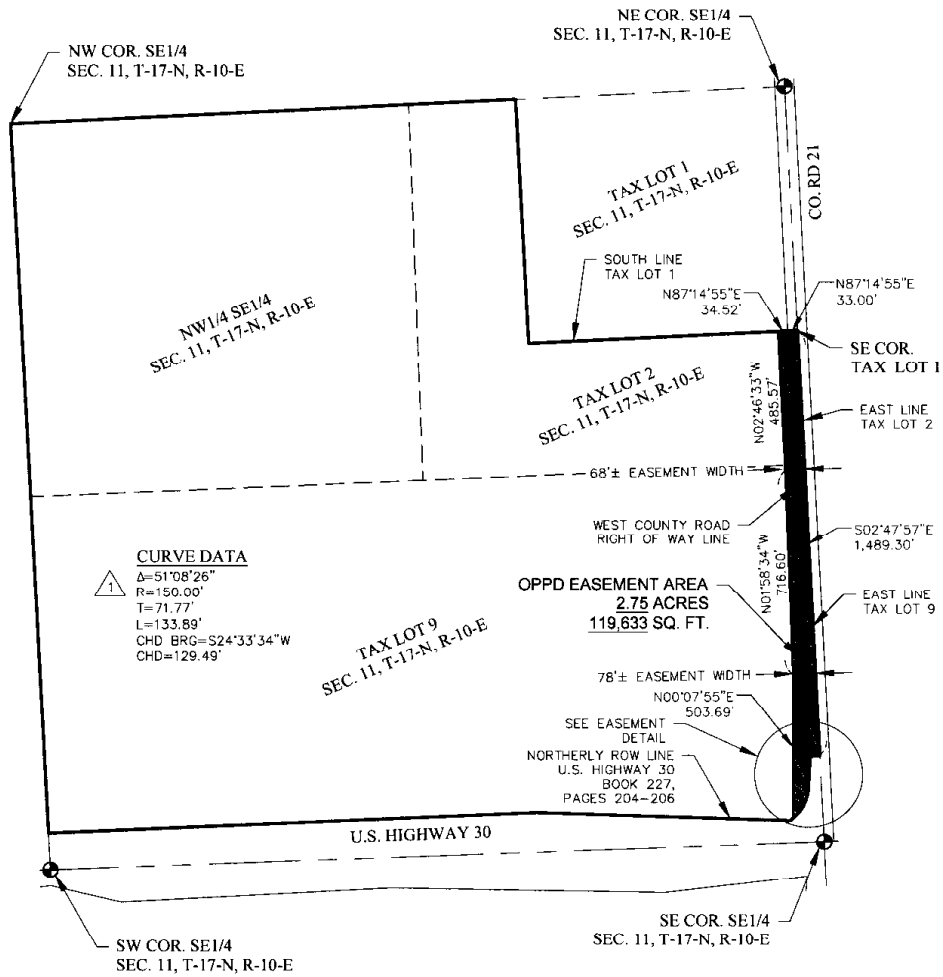 NE COR. SE1/4
SEC. 11, T-17-N, R-10-E
NW COR. SE1/4
SEC. 11, T-17-N, R-10-E
CO. RD 21
TAX LOT 1
SEC. 11, T-17-N, R-10-E
SOUTH LINE
TAX LOT 1
N87°14'55"E
34.52'
N87°14'55"E
33.00'
SE COR.
TAX LOT 1
NW1/4 SE1/4
SEC. 11, T-17-N, R-10-E
TAX LOT 2
SEC. 11, T-17-N, R-10-E
N02°46'33"W
485.57'
EAST LINE
TAX LOT 2
68'± EASEMENT WIDTH
WEST COUNTY ROAD
RIGHT OF WAY LINE
S02°47'57"E
1,489.30'
N01°58'34"W
716.60'
CURVE DATA
1
Δ=51°08'26"
R=150.00'
T=71.77'
L=133.89'
CHD BRG=S24°33'34"W
CHD=129.49'
OPPD EASEMENT AREA
2.75 ACRES
119,633 SQ. FT.
EAST LINE
TAX LOT 9
TAX LOT 9
SEC. 11, T-17-N, R-10-E
78'± EASEMENT WIDTH
N00°07'55"E
503.69'
SEE EASEMENT
DETAIL
NORTHERLY ROW LINE
U.S. HIGHWAY 30
BOOK 227,
PAGES 204-206
U.S. HIGHWAY 30
SE COR. SE1/4
SEC. 11, T-17-N, R-10-E
SW COR. SE1/4
SEC. 11, T-17-N, R-10-E